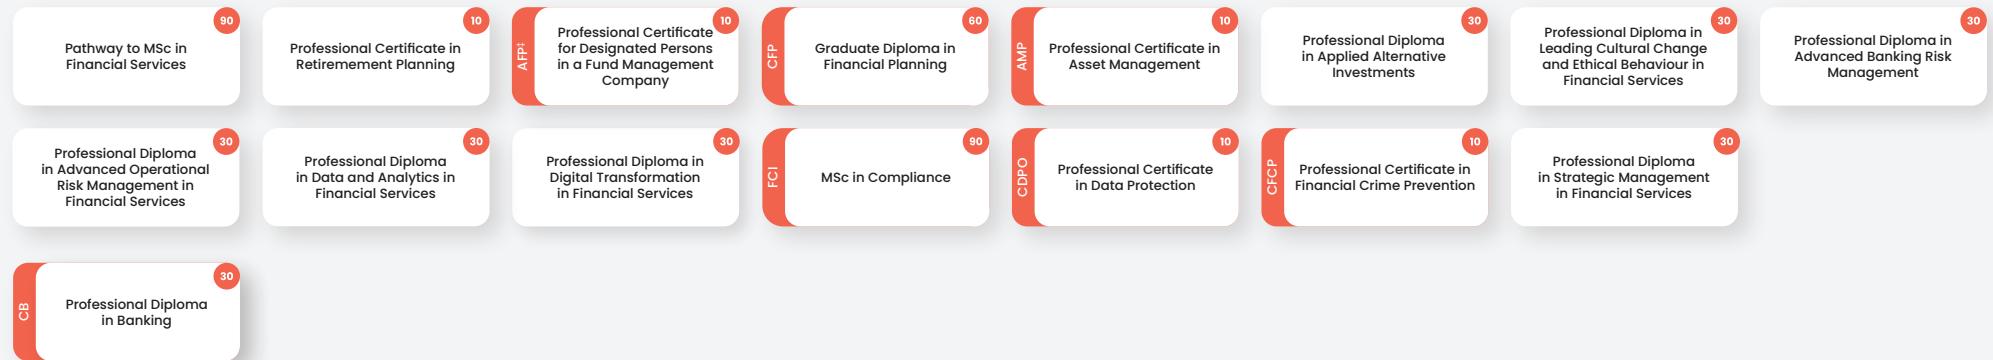 90
Pathway to MSc in
Financial Services
10
Professional Certificate in
Retiremement Planning
AFP‡
10
Professional Certificate
for Designated Persons
in a Fund Management
Company
CFP
60
Graduate Diploma in
Financial Planning
AMP
10
Professional Certificate in
Asset Management
30
Professional Diploma
in Applied Alternative
Investments
30
Professional Diploma in
Leading Cultural Change
and Ethical Behaviour in
Financial Services
30
Professional Diploma in
Advanced Banking Risk
Management
30
Professional Diploma
in Advanced Operational
Risk Management in
Financial Services
30
Professional Diploma
in Data and Analytics in
Financial Services
30
Professional Diploma in
Digital Transformation
in Financial Services
FCI
90
MSc in Compliance
CDPO
10
Professional Certificate
in Data Protection
CFCP
10
Professional Certificate in
Financial Crime Prevention
30
Professional Diploma
in Strategic Management
in Financial Services
CB
30
Professional Diploma
in Banking